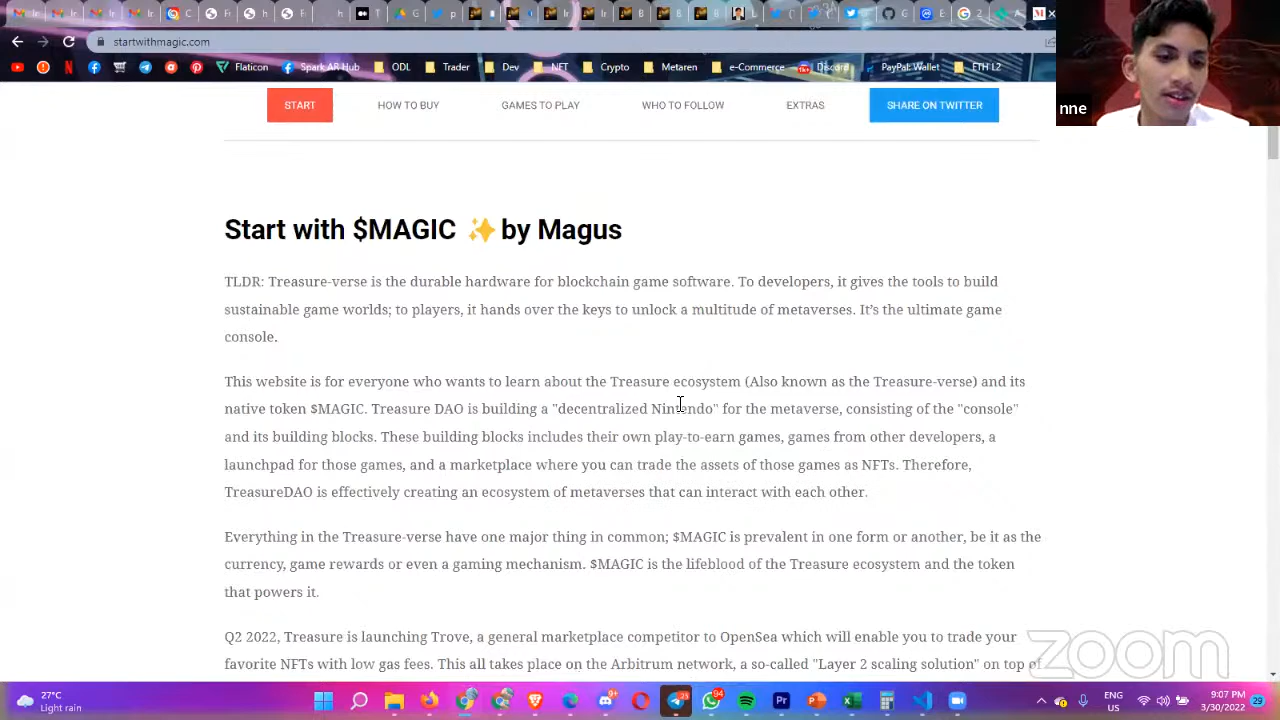 startwithmagic.com
Flaticon Spark AR Hub ODL Trader Dev NFT Crypto Metaren e-Commerce Discord PayPal: Wallet ETH L2
nne
START HOW TO BUY GAMES TO PLAY WHO TO FOLLOW EXTRAS SHARE ON TWITTER
Start with $MAGIC ✨ by Magus
TLDR: Treasure-verse is the durable hardware for blockchain game software. To developers, it gives the tools to build
sustainable game worlds; to players, it hands over the keys to unlock a multitude of metaverses. It's the ultimate game
console.
This website is for everyone who wants to learn about the Treasure ecosystem (Also known as the Treasure-verse) and its
native token $MAGIC. Treasure DAO is building a "decentralized Nintendo" for the metaverse, consisting of the "console"
and its building blocks. These building blocks includes their own play-to-earn games, games from other developers, a
launchpad for those games, and a marketplace where you can trade the assets of those games as NFTs. Therefore,
TreasureDAO is effectively creating an ecosystem of metaverses that can interact with each other.
Everything in the Treasure-verse have one major thing in common; $MAGIC is prevalent in one form or another, be it as the
currency, game rewards or even a gaming mechanism. $MAGIC is the lifeblood of the Treasure ecosystem and the token
that powers it.
Q2 2022, Treasure is launching Trove, a general marketplace competitor to OpenSea which will enable you to trade your
favorite NFTs with low gas fees. This all takes place on the Arbitrum network, a so-called "Layer 2 scaling solution" on top of
zoom
27°C
Light rain
ENG
US
9:07 PM
3/30/2022
29